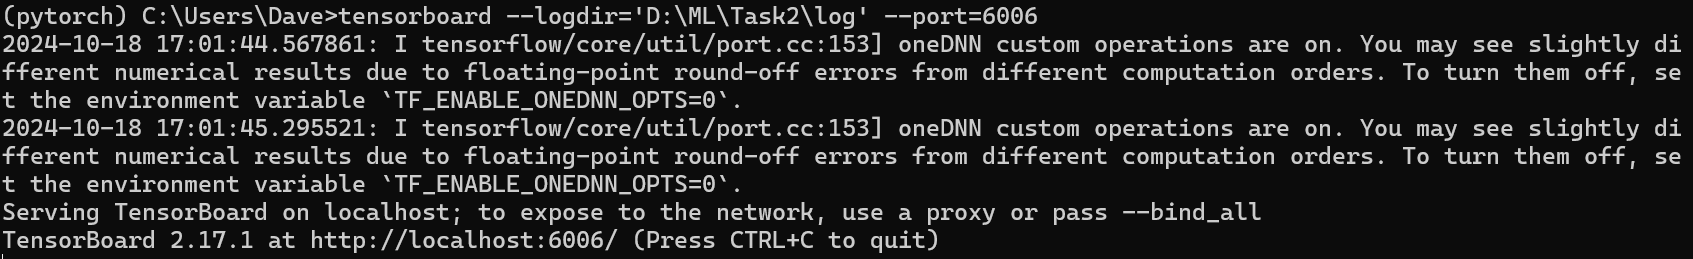 (pytorch) C:\Users\Dave>tensorboard --logdir='D:\ML\Task2\log' --port=6006
2024-10-18 17:01:44.567861: I tensorflow/core/util/port.cc:153] oneDNN custom operations are on. You may see slightly di
fferent numerical results due to floating-point round-off errors from different computation orders. To turn them off, se
t the environment variable `TF_ENABLE_ONEDNN_OPTS=0`.
2024-10-18 17:01:45.295521: I tensorflow/core/util/port.cc:153] oneDNN custom operations are on. You may see slightly di
fferent numerical results due to floating-point round-off errors from different computation orders. To turn them off, se
t the environment variable `TF_ENABLE_ONEDNN_OPTS=0`.
Serving TensorBoard on localhost; to expose to the network, use a proxy or pass --bind_all
TensorBoard 2.17.1 at http://localhost:6006/ (Press CTRL+C to quit)